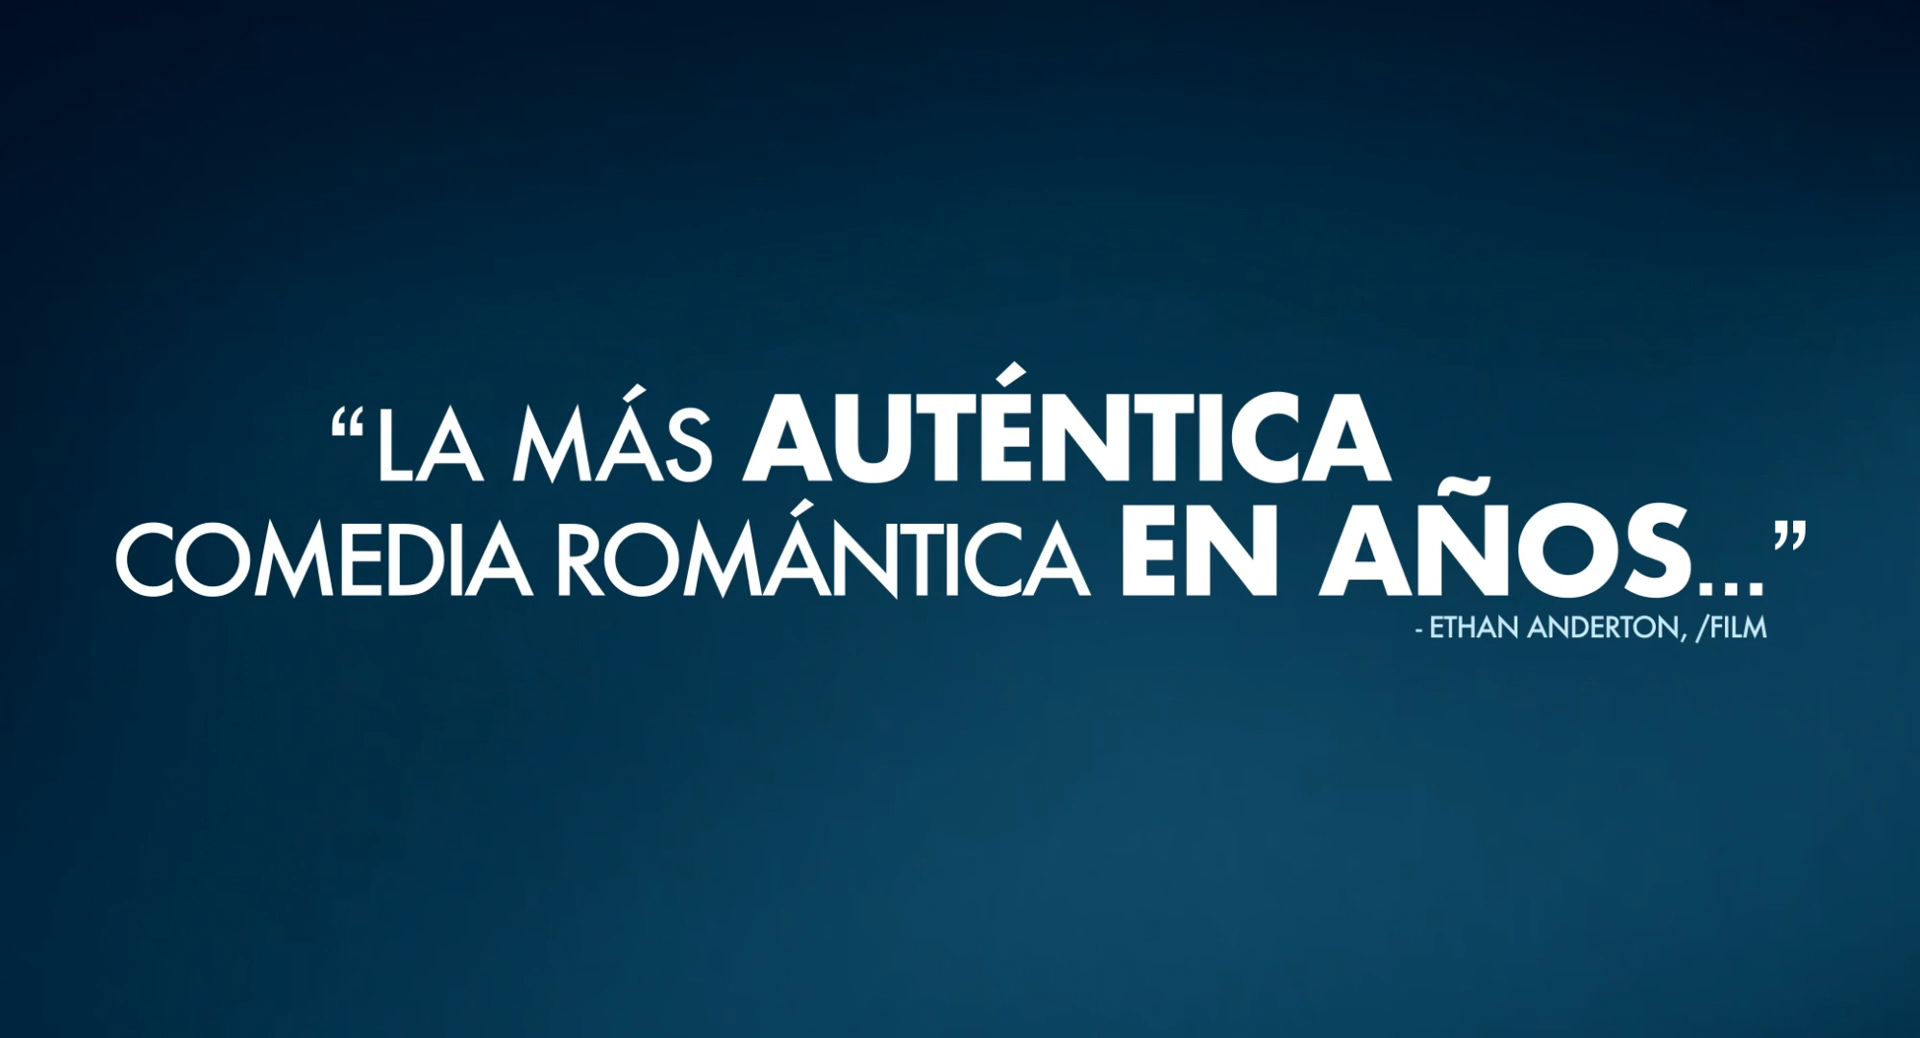 “LA MÁS AUTÉNTICA
COMEDIA ROMÁNTICA EN AÑOS...”
- ETHAN ANDERTON, /FILM